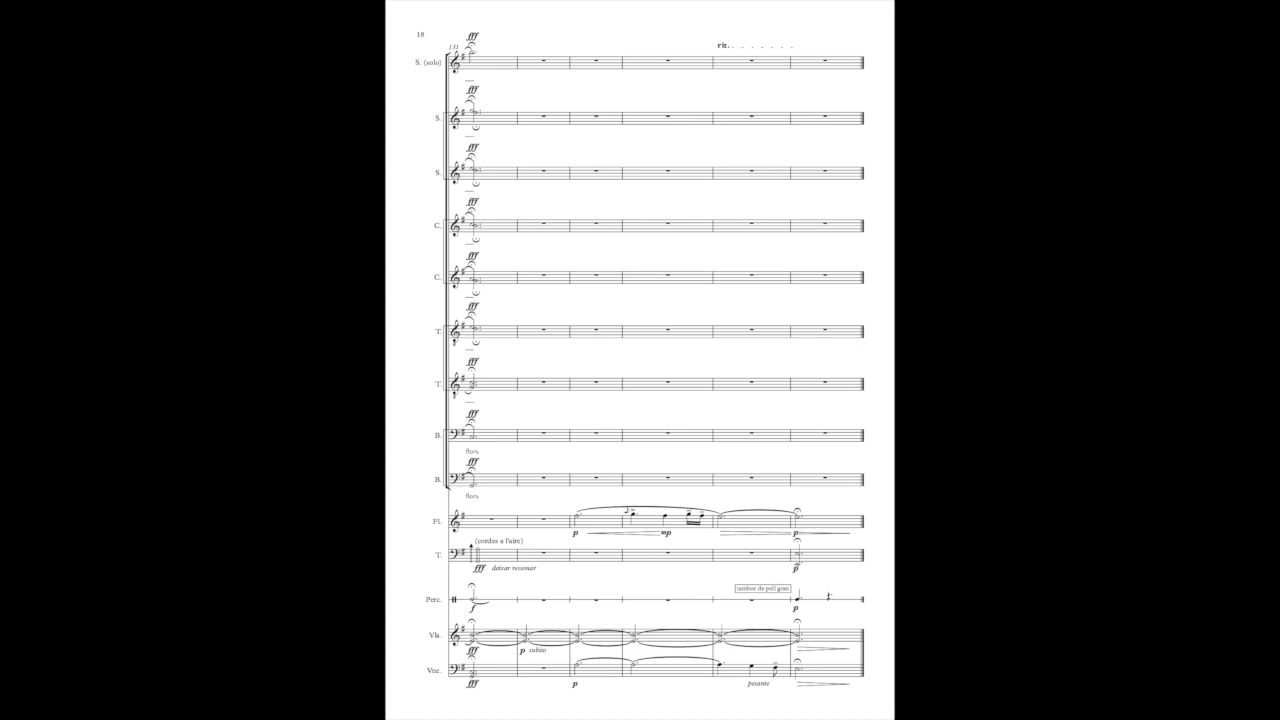 18
rit.
fff
131
S. (solo)
fff
S.
fff
S.
fff
C.
fff
C.
fff
T.
fff
T.
fff
B.
flors
fff
B.
flors
Fl.
p mp p
(cordes a l'aire)
T.
fff deixar ressonar p
tambor de pell gran
Perc.
f p
Vla.
fff p subito
Vne.
fff p pesante